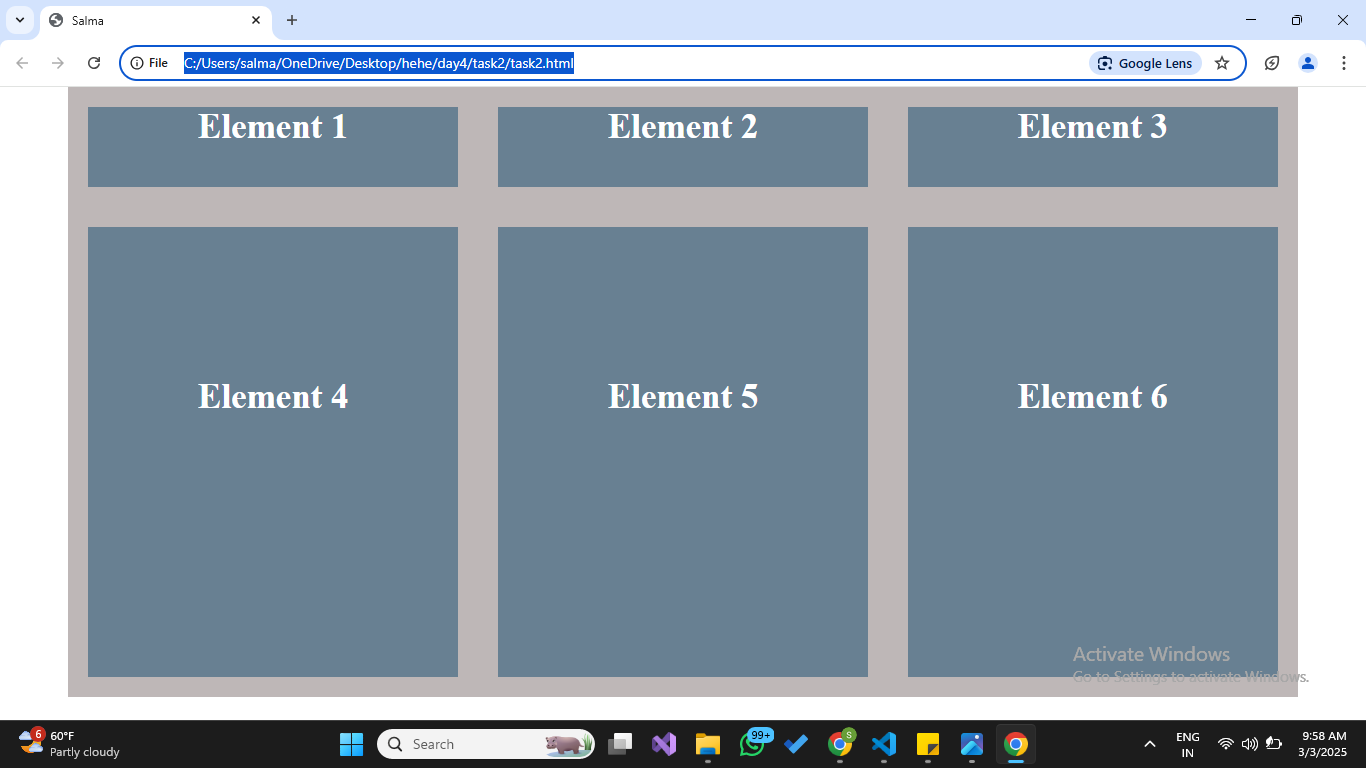 Salma
File C:/Users/salma/OneDrive/Desktop/hehe/day4/task2/task2.html Google Lens
Element 1 Element 2 Element 3
Element 4 Element 5 Element 6
Activate Windows
Go to Settings to activate Windows.
6 60°F
Partly cloudy
Search
99+
S
ENG
IN
9:58 AM
3/3/2025